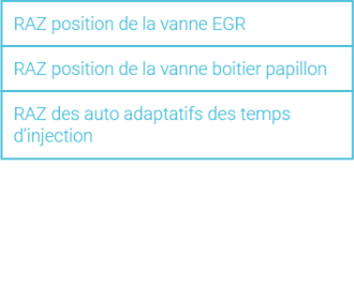 RAZ position de la vanne EGR
RAZ position de la vanne boitier papillon
RAZ des auto adaptatifs des temps
d'injection